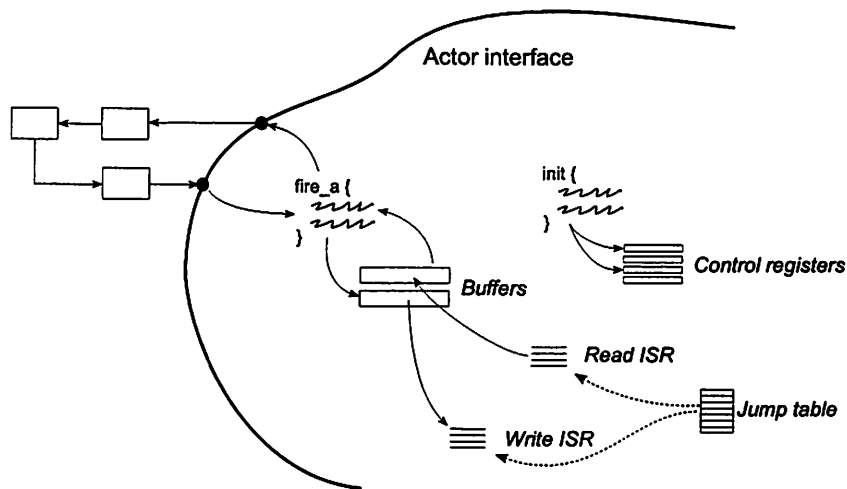 Actor interface
fire_a {
}
init {
}
Control registers
Buffers
Read ISR
Jump table
Write ISR